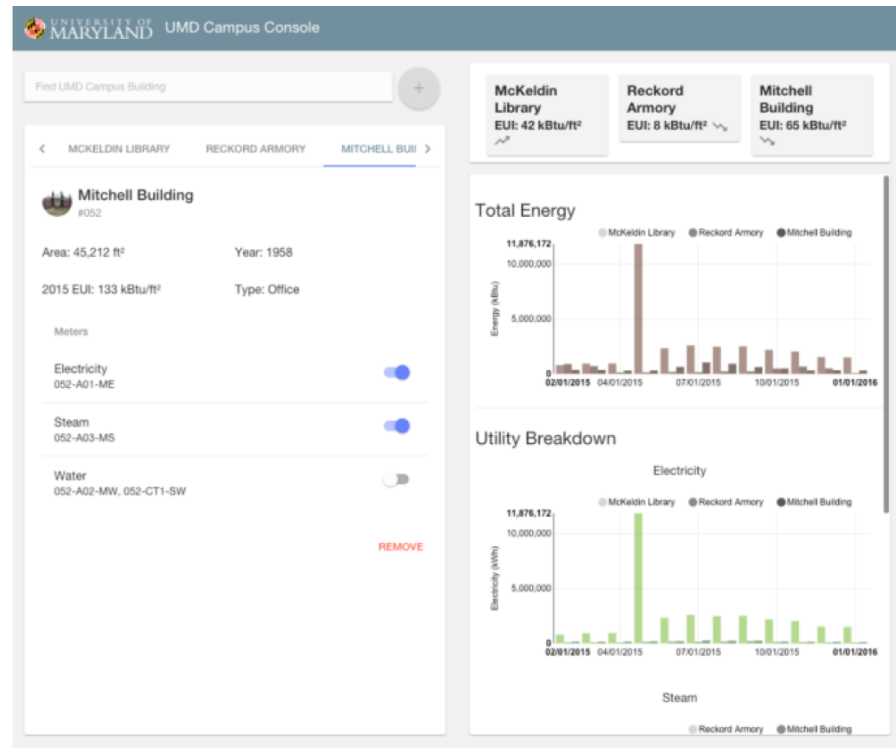 UNIVERSITY OF
MARYLAND
UMD Campus Console
Find UMD Campus Building
+
MCKELDIN LIBRARY RECKORD ARMORY MITCHELL BUII
Mitchell Building
#052
Area: 45,212 ft² Year: 1958
2015 EUI: 133 kBtu/ft² Type: Office
Meters
Electricity
052-A01-ME
Steam
052-A03-MS
Water
052-A02-MW, 052-CT1-SW
REMOVE
McKeldin
Library
EUI: 42 kBtu/ft²
Reckord
Armory
EUI: 8 kBtu/ft²
Mitchell
Building
EUI: 65 kBtu/ft²
Total Energy
McKeldin Library Reckord Armory Mitchell Building
11,876,172
10,000,000
5,000,000
0
Energy (kBtu)
02/01/2015 04/01/2015 07/01/2015 10/01/2015 01/01/2016
Utility Breakdown
Electricity
McKeldin Library Reckord Armory Mitchell Building
11,876,172
10,000,000
5,000,000
0
Electricity (kWh)
02/01/2015 04/01/2015 07/01/2015 10/01/2015 01/01/2016
Steam
Reckord Armory Mitchell Building